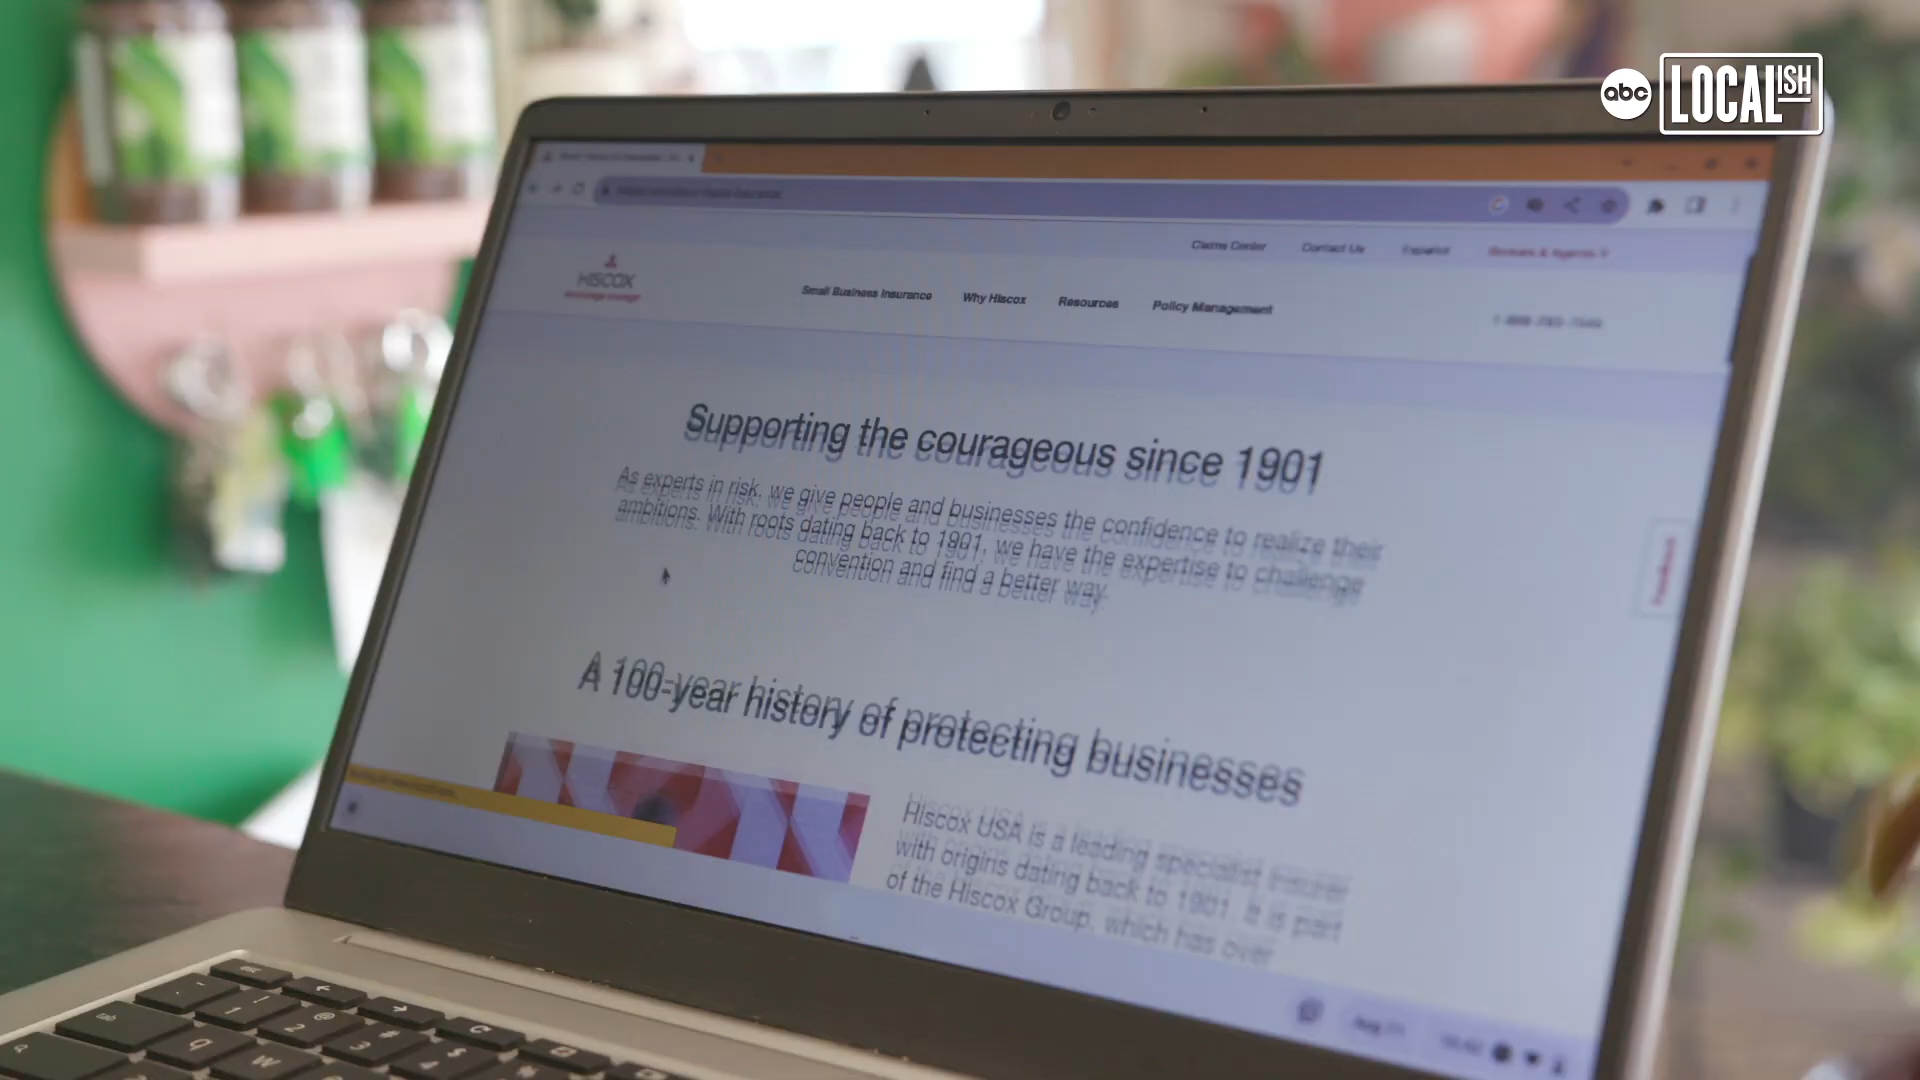 abc LOCALISH
Claims Center Contact Us Español
HISCOX
Small Business Insurance Why Hiscox Resources Policy Management
Supporting the courageous since 1901
As experts in risk, we give people and businesses the confidence to realize their
ambitions. With roots dating back to 1901, we have the expertise to challenge
convention and find a better way.
A 100-year history of protecting businesses
Hiscox USA is a leading specialist insurer
with origins dating back to 1901. It is part
of the Hiscox Group, which has over